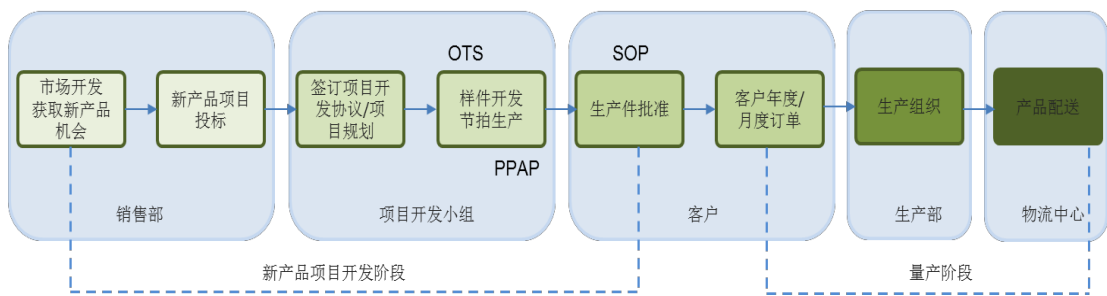 OTS
SOP
市场开发
获取新产品
机会
新产品项目
投标
签订项目开
发协议/项
目规划
样件开发
节拍生产
生产件批准
客户年度/
月度订单
生产组织
产品配送
PPAP
销售部
项目开发小组
客户
生产部
物流中心
新产品项目开发阶段
量产阶段